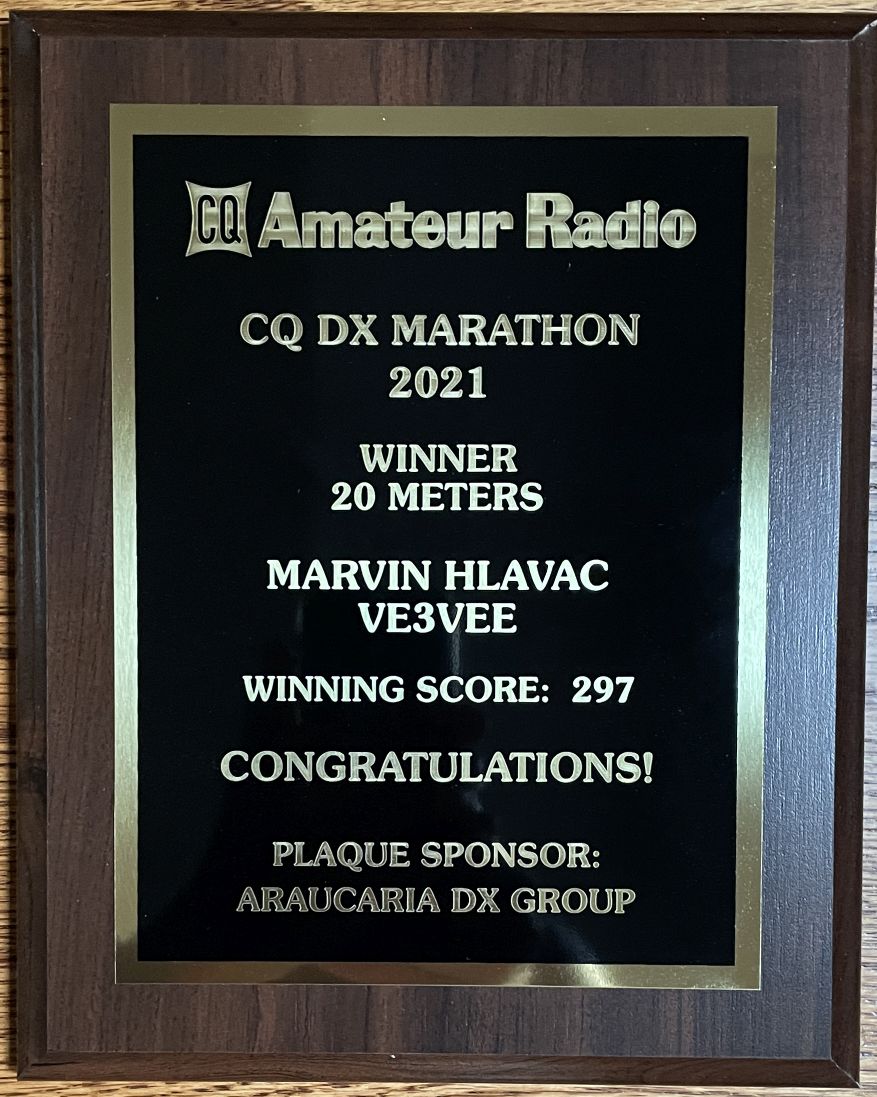 CQ Amateur Radio
CQ DX MARATHON
2021
WINNER
20 METERS
MARVIN HLAVAC
VE3VEE
WINNING SCORE: 297
CONGRATULATIONS!
PLAQUE SPONSOR:
ARAUCARIA DX GROUP